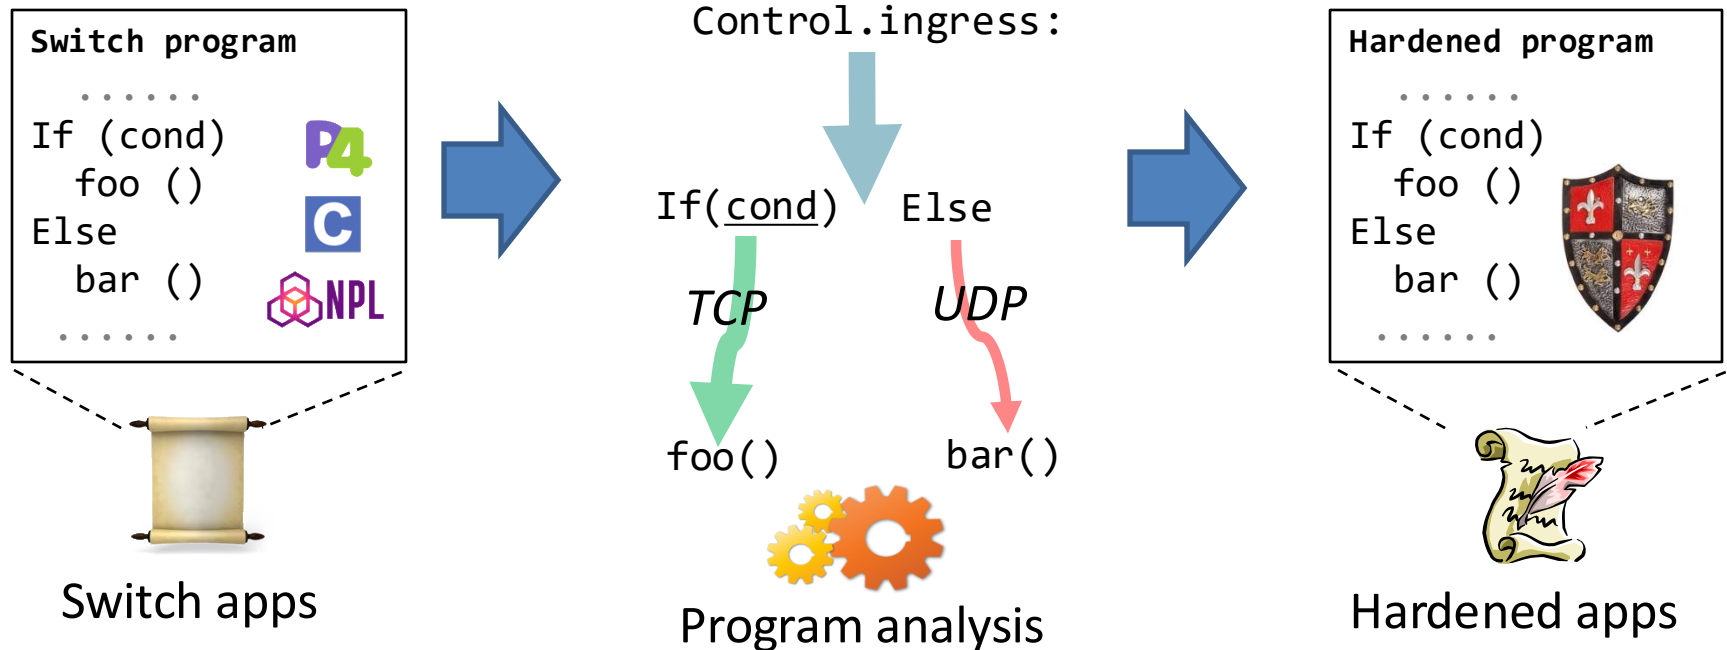 Switch program
......
If (cond)
foo ()
Else
bar ()
......
P4
C
NPL
Switch apps
Control.ingress:
If(cond)
Else
TCP
UDP
foo()
bar()
Program analysis
Hardened program
......
If (cond)
foo ()
Else
bar ()
......
Hardened apps